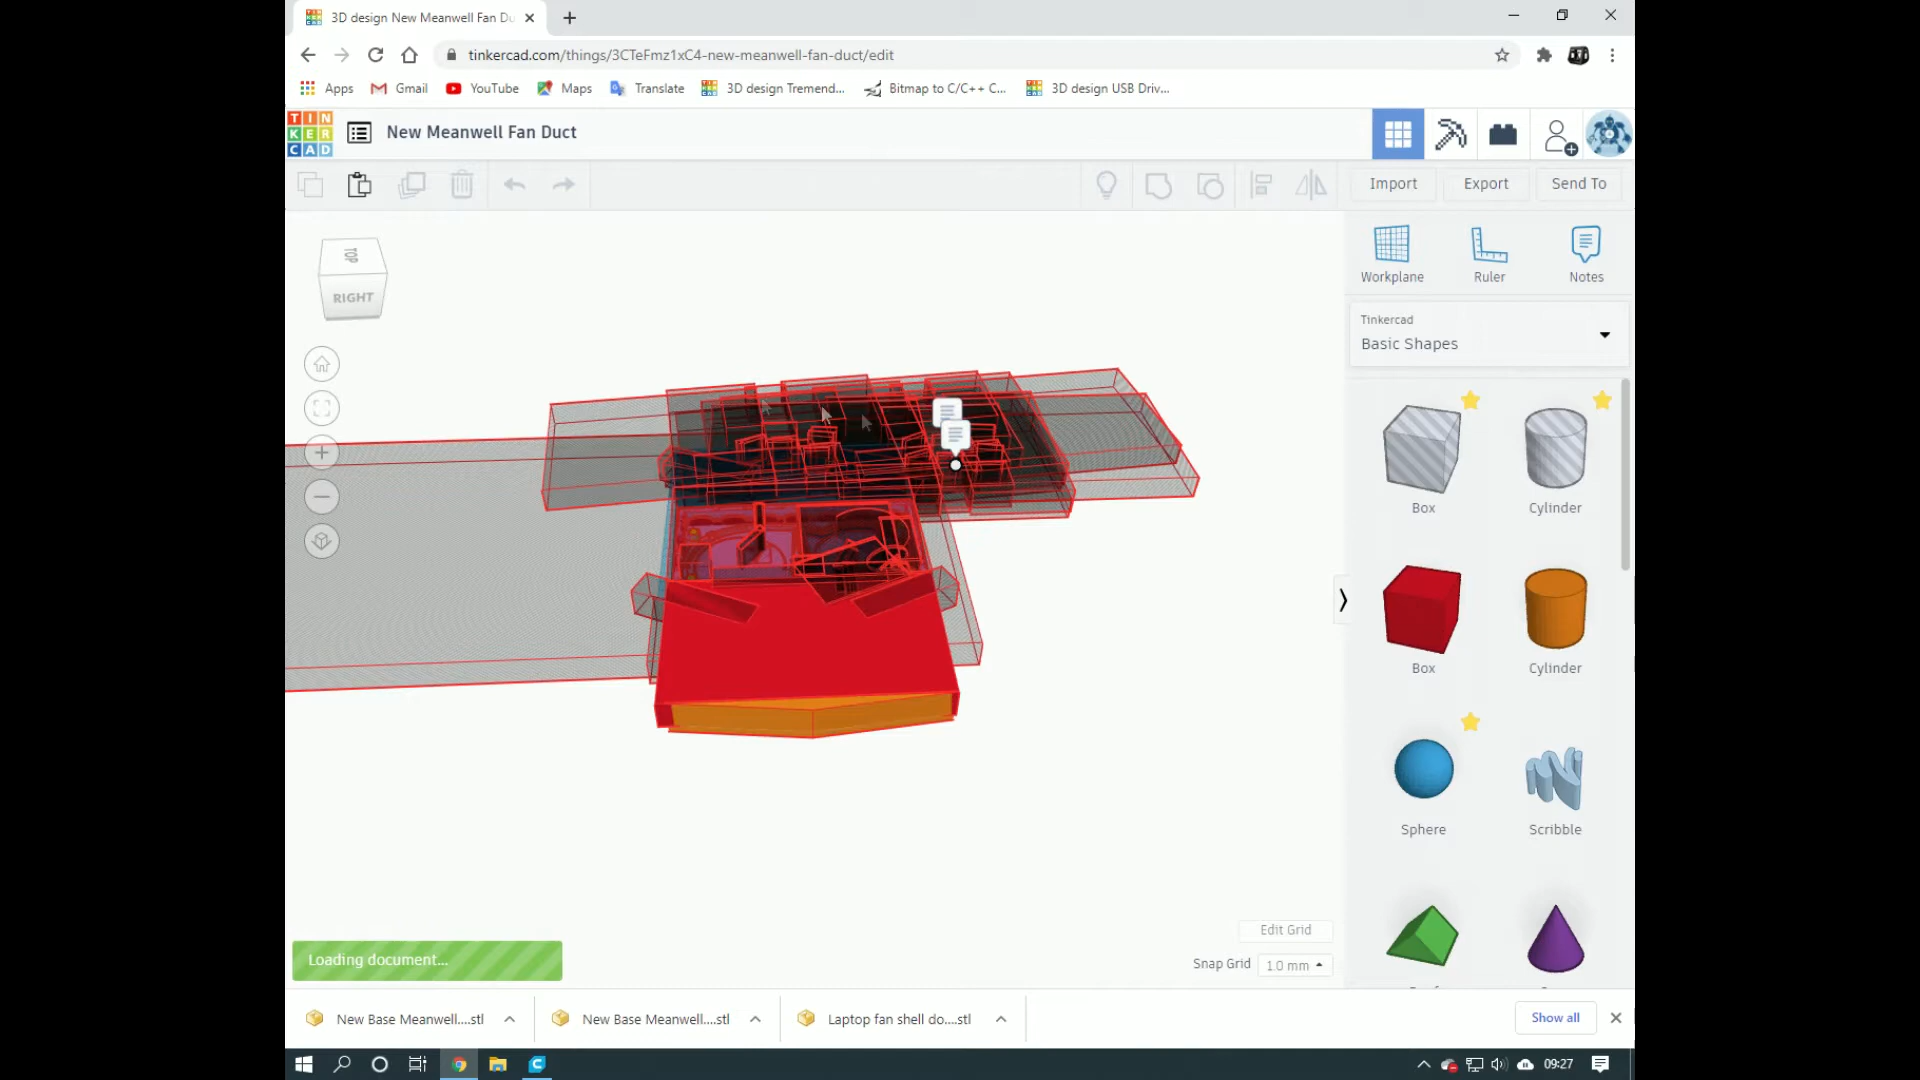 3D design New Meanwell Fan Du
tinkercad.com/things/3CTeFmz1xC4-new-meanwell-fan-duct/edit
Apps Gmail YouTube Maps Translate 3D design Tremend... Bitmap to C/C++ C... 3D design USB Driv...
TIN
KER
CAD
New Meanwell Fan Duct
Import Export Send To
TOP
RIGHT
Workplane Ruler Notes
Tinkercad
Basic Shapes
Box Cylinder
Box Cylinder
Sphere Scribble
Edit Grid
Snap Grid 1.0 mm
Loading document...
New Base Meanwell....stl New Base Meanwell....stl Laptop fan shell do....stl Show all
09:27